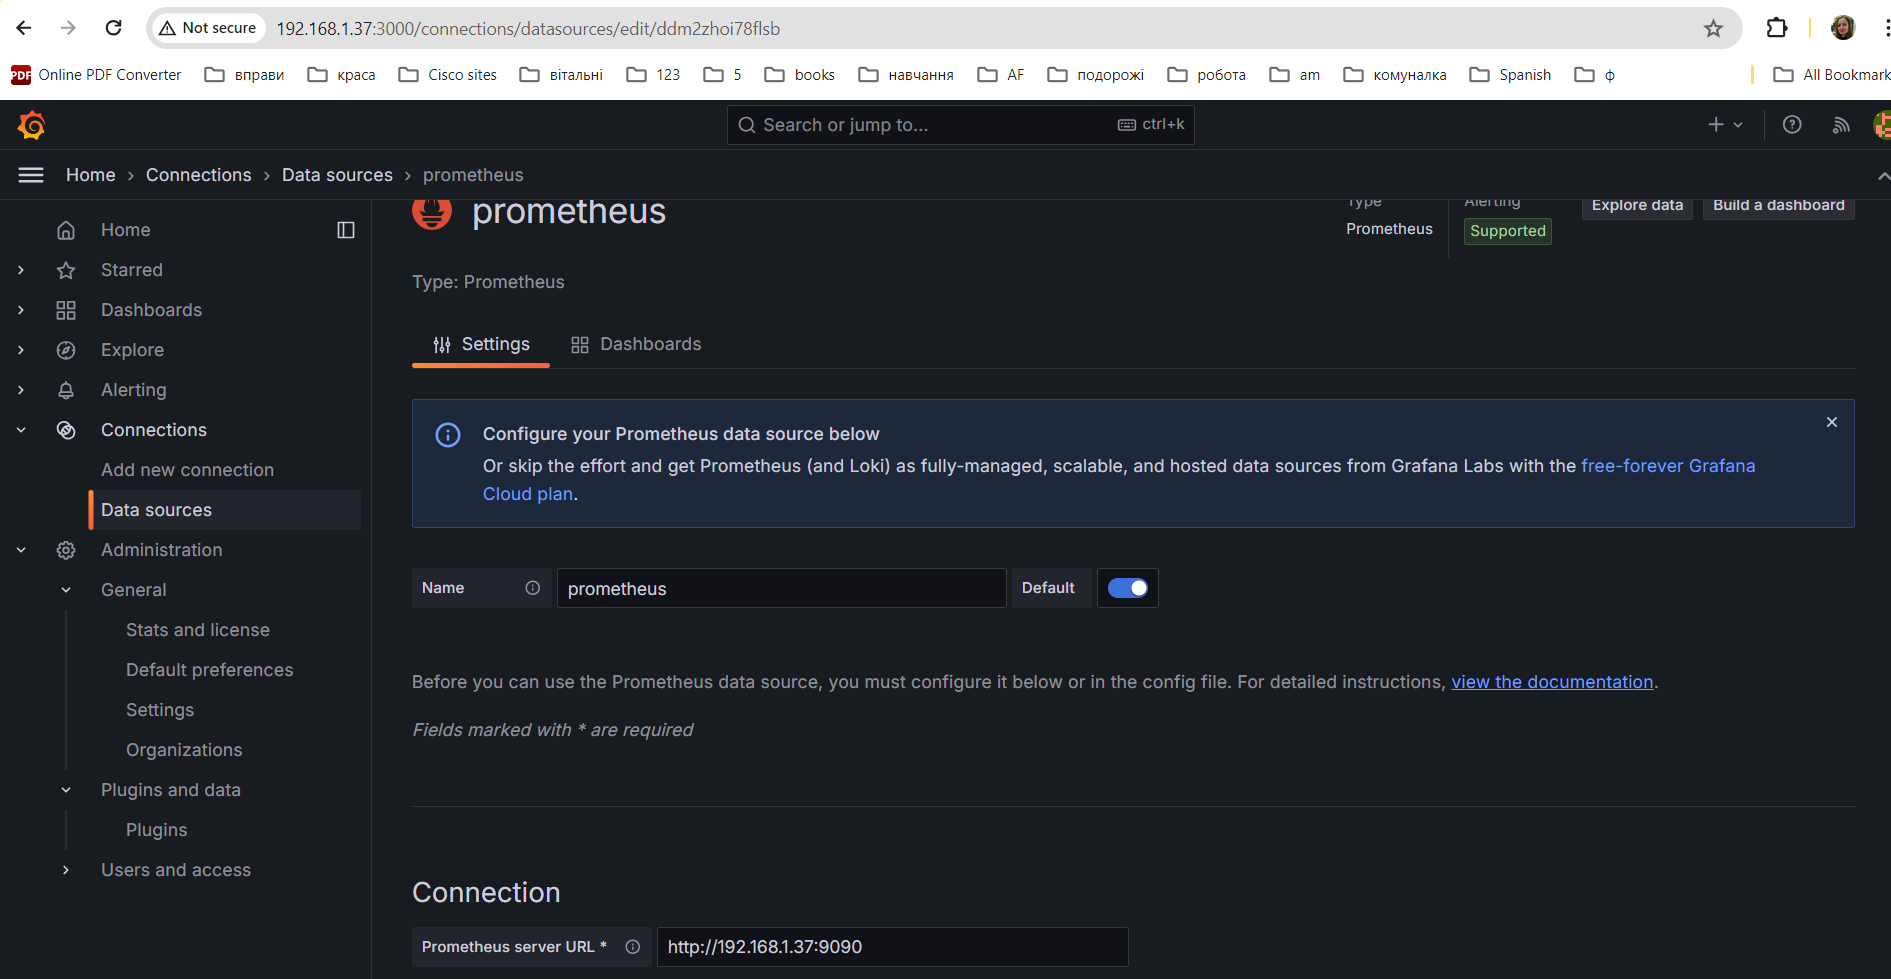 Not secure 192.168.1.37:3000/connections/datasources/edit/ddm2zhoi78flsb
PDF Online PDF Converter вправи краса Cisco sites вітальні 123 5 books навчання AF подорожі робота am комуналка Spanish ф All Bookmark
Search or jump to... ctrl+k
Home › Connections › Data sources › prometheus
Home
Starred
Dashboards
Explore
Alerting
Connections
Add new connection
Data sources
Administration
General
Stats and license
Default preferences
Settings
Organizations
Plugins and data
Plugins
Users and access
prometheus
Type
Prometheus
Alerting
Supported
Explore data
Build a dashboard
Type: Prometheus
Settings Dashboards
Configure your Prometheus data source below
Or skip the effort and get Prometheus (and Loki) as fully-managed, scalable, and hosted data sources from Grafana Labs with the free-forever Grafana
Cloud plan.
Name prometheus Default
Before you can use the Prometheus data source, you must configure it below or in the config file. For detailed instructions, view the documentation.
Fields marked with * are required
Connection
Prometheus server URL * http://192.168.1.37:9090